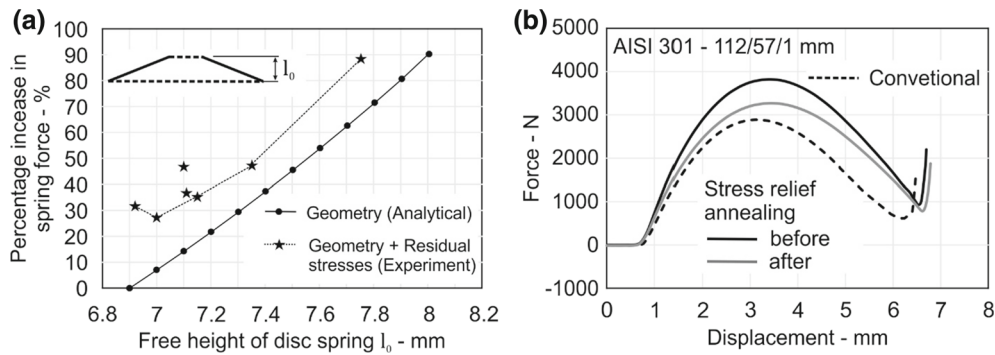 (a)
Percentage incease in
spring force - %
100
90
80
70
60
50
40
30
20
10
0
l₀
Geometry (Analytical)
Geometry + Residual
stresses (Experiment)
6.8 7 7.2 7.4 7.6 7.8 8 8.2
Free height of disc spring l₀ - mm
(b)
Force - N
5000
4000
3000
2000
1000
0
-1000
AISI 301 - 112/57/1 mm
Convetional
Stress relief
annealing
before
after
0 1 2 3 4 5 6 7 8
Displacement - mm